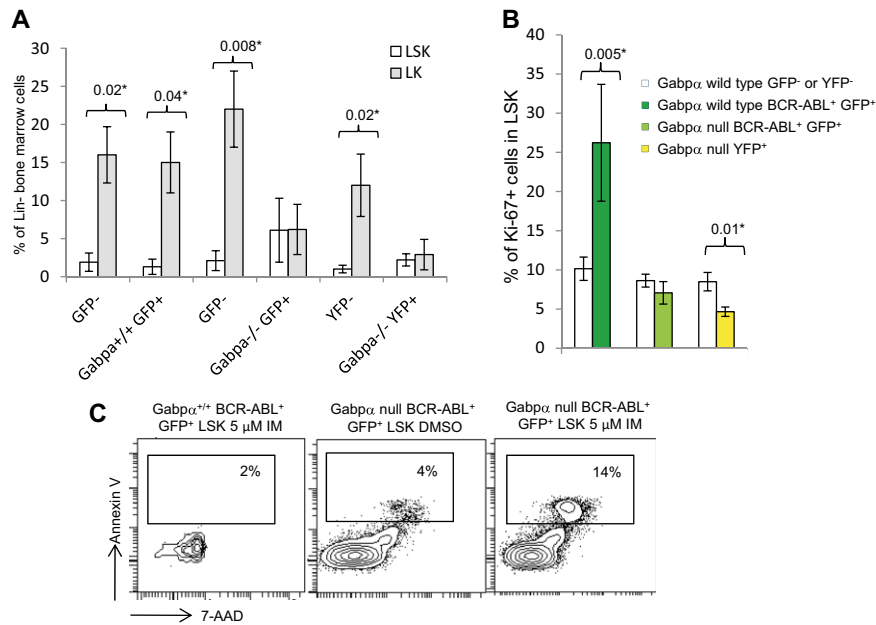 A
% of Lin- bone marrow cells
30
25
20
15
10
5
0
0.02*
0.04*
0.008*
0.02*
LSK
LK
GFP-
Gabpa+/+ GFP+
GFP-
Gabpa-/- GFP+
YFP-
Gabpa-/- YFP+
B
% of Ki-67+ cells in LSK
40
35
30
25
20
15
10
5
0
0.005*
0.01*
Gabpα wild type GFP⁻ or YFP⁻
Gabpα wild type BCR-ABL⁺ GFP⁺
Gabpα null BCR-ABL⁺ GFP⁺
Gabpα null YFP⁺
C
Gabpα⁺/⁺ BCR-ABL⁺
GFP⁺ LSK 5 µM IM
Gabpα null BCR-ABL⁺
GFP⁺ LSK DMSO
Gabpα null BCR-ABL⁺
GFP⁺ LSK 5 µM IM
2%
4%
14%
Annexin V
7-AAD